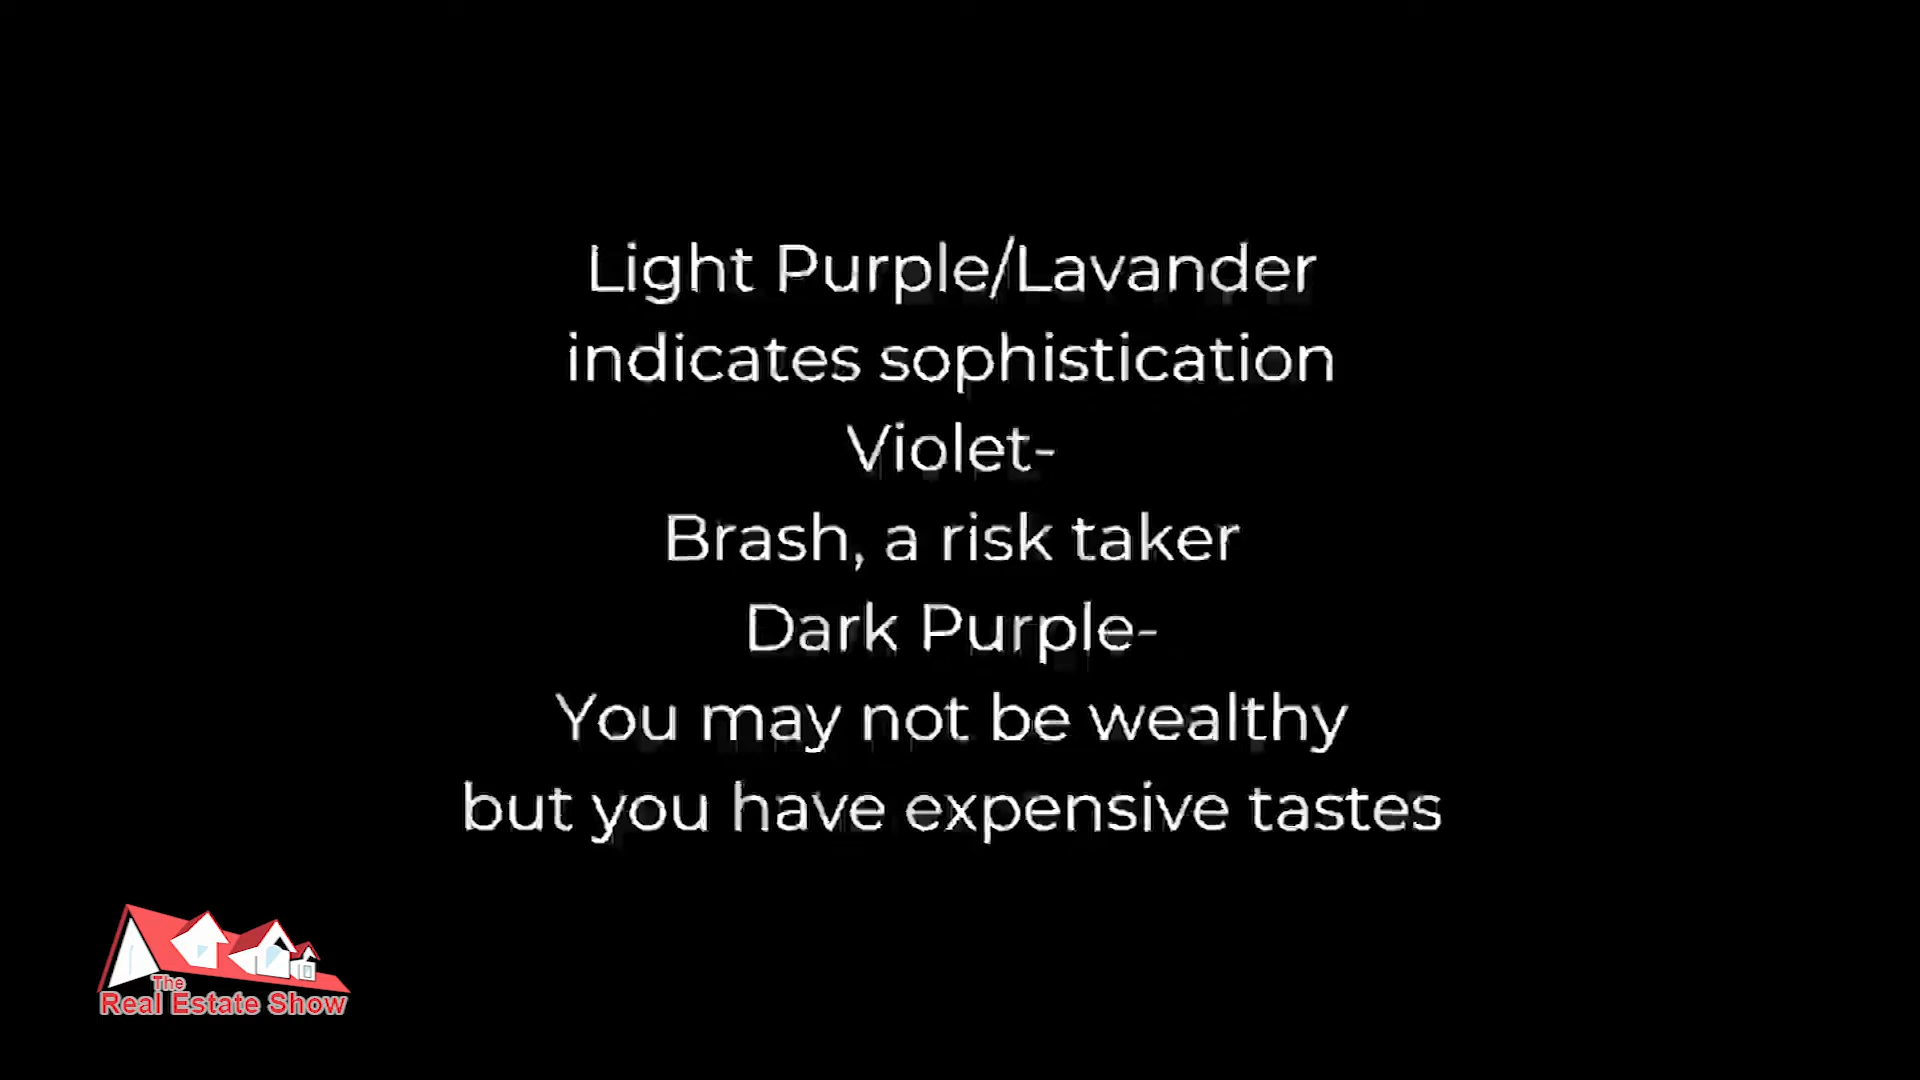 Light Purple/Lavander
indicates sophistication
Violet-
Brash, a risk taker
Dark Purple-
You may not be wealthy
but you have expensive tastes
The
Real Estate Show